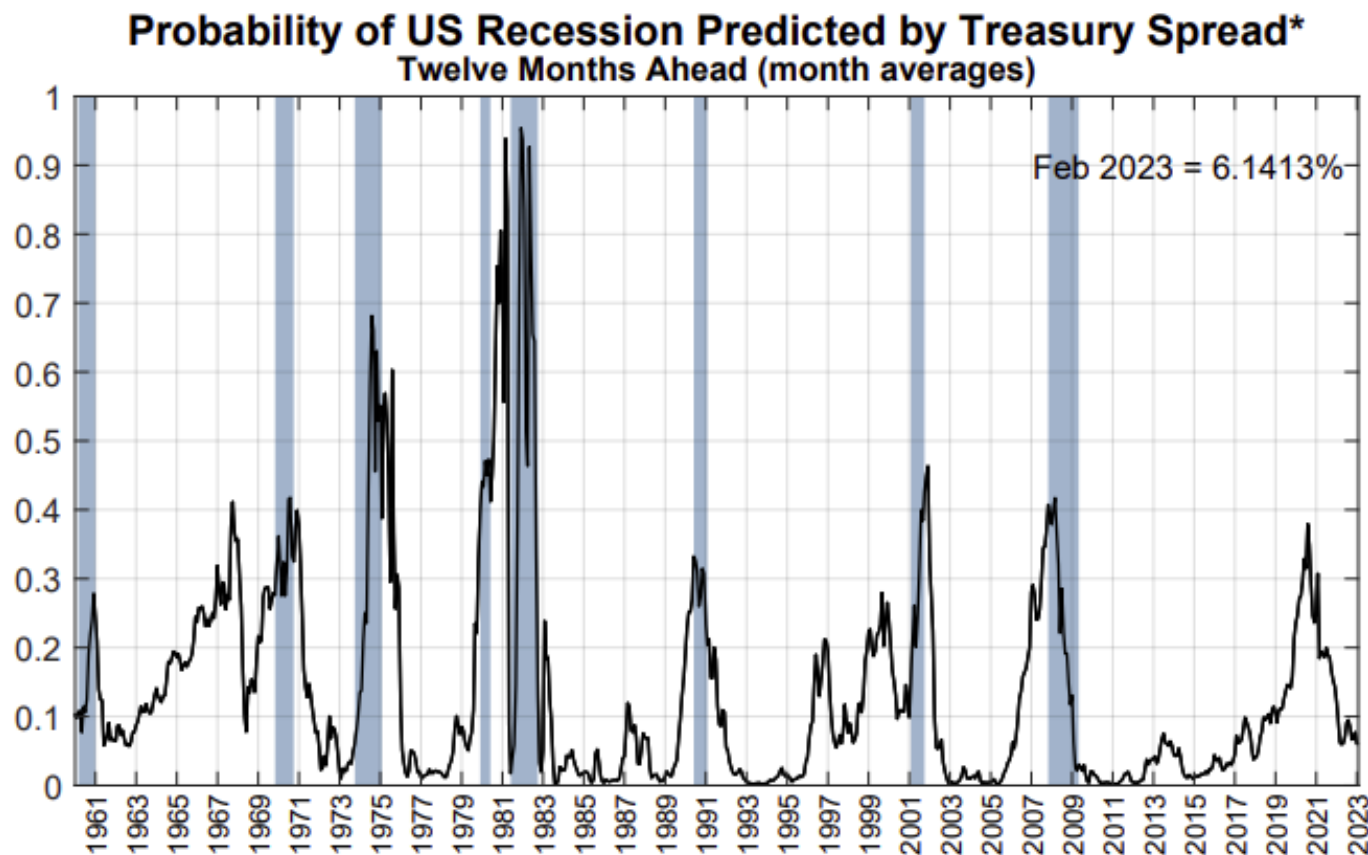 Probability of US Recession Predicted by Treasury Spread*
Twelve Months Ahead (month averages)
1
Feb 2023 = 6.1413%
0.9
0.8
0.7
0.6
0.5
0.4
0.3
0.2
0.1
0
1961 1963 1965 1967 1969 1971 1973 1975 1977 1979 1981 1983 1985 1987 1989 1991 1993 1995 1997 1999 2001 2003 2005 2007 2009 2011 2013 2015 2017 2019 2021 2023